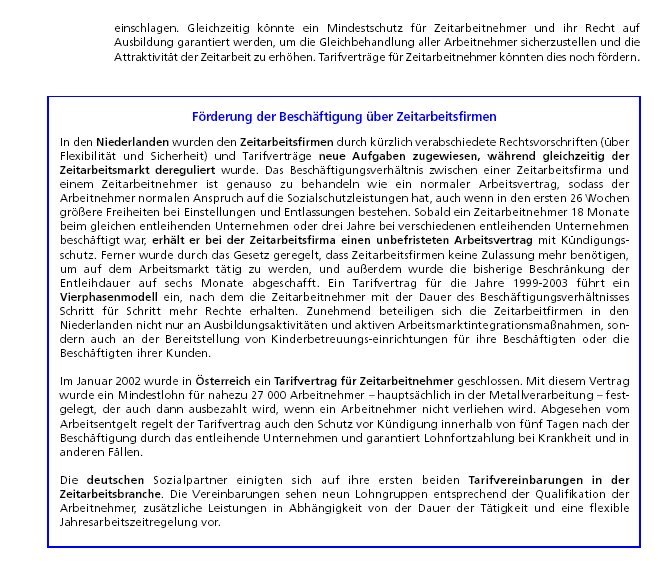 einschlagen. Gleichzeitig könnte ein Mindestschutz für Zeitarbeitnehmer und ihr Recht auf
Ausbildung garantiert werden, um die Gleichbehandlung aller Arbeitnehmer sicherzustellen und die
Attraktivität der Zeitarbeit zu erhöhen. Tarifverträge für Zeitarbeitnehmer könnten dies noch fördern.
Förderung der Beschäftigung über Zeitarbeitsfirmen
In den Niederlanden wurden den Zeitarbeitsfirmen durch kürzlich verabschiedete Rechtsvorschriften (über
Flexibilität und Sicherheit) und Tarifverträge neue Aufgaben zugewiesen, während gleichzeitig der
Zeitarbeitsmarkt dereguliert wurde. Das Beschäftigungsverhältnis zwischen einer Zeitarbeitsfirma und
einem Zeitarbeitnehmer ist genauso zu behandeln wie ein normaler Arbeitsvertrag, sodass der
Arbeitnehmer normalen Anspruch auf die Sozialschutzleistungen hat, auch wenn in den ersten 26 Wochen
größere Freiheiten bei Einstellungen und Entlassungen bestehen. Sobald ein Zeitarbeitnehmer 18 Monate
beim gleichen entleihenden Unternehmen oder drei Jahre bei verschiedenen entleihenden Unternehmen
beschäftigt war, erhält er bei der Zeitarbeitsfirma einen unbefristeten Arbeitsvertrag mit Kündigungs-
schutz. Ferner wurde durch das Gesetz geregelt, dass Zeitarbeitsfirmen keine Zulassung mehr benötigen,
um auf dem Arbeitsmarkt tätig zu werden, und außerdem wurde die bisherige Beschränkung der
Entleihdauer auf sechs Monate abgeschafft. Ein Tarifvertrag für die Jahre 1999-2003 führt ein
Vierphasenmodell ein, nach dem die Zeitarbeitnehmer mit der Dauer des Beschäftigungsverhältnisses
Schritt für Schritt mehr Rechte erhalten. Zunehmend beteiligen sich die Zeitarbeitfirmen in den
Niederlanden nicht nur an Ausbildungsaktivitäten und aktiven Arbeitsmarktintegrationsmaßnahmen, son-
dern auch an der Bereitstellung von Kinderbetreuungs-einrichtungen für ihre Beschäftigten oder die
Beschäftigten ihrer Kunden.
Im Januar 2002 wurde in Österreich ein Tarifvertrag für Zeitarbeitnehmer geschlossen. Mit diesem Vertrag
wurde ein Mindestlohn für nahezu 27 000 Arbeitnehmer – hauptsächlich in der Metallverarbeitung – fest-
gelegt, der auch dann ausbezahlt wird, wenn ein Arbeitnehmer nicht verliehen wird. Abgesehen vom
Arbeitsentgelt regelt der Tarifvertrag auch den Schutz vor Kündigung innerhalb von fünf Tagen nach der
Beschäftigung durch das entleihende Unternehmen und garantiert Lohnfortzahlung bei Krankheit und in
anderen Fällen.
Die deutschen Sozialpartner einigten sich auf ihre ersten beiden Tarifvereinbarungen in der
Zeitarbeitsbranche. Die Vereinbarungen sehen neun Lohngruppen entsprechend der Qualifikation der
Arbeitnehmer, zusätzliche Leistungen in Abhängigkeit von der Dauer der Tätigkeit und eine flexible
Jahresarbeitszeitregelung vor.